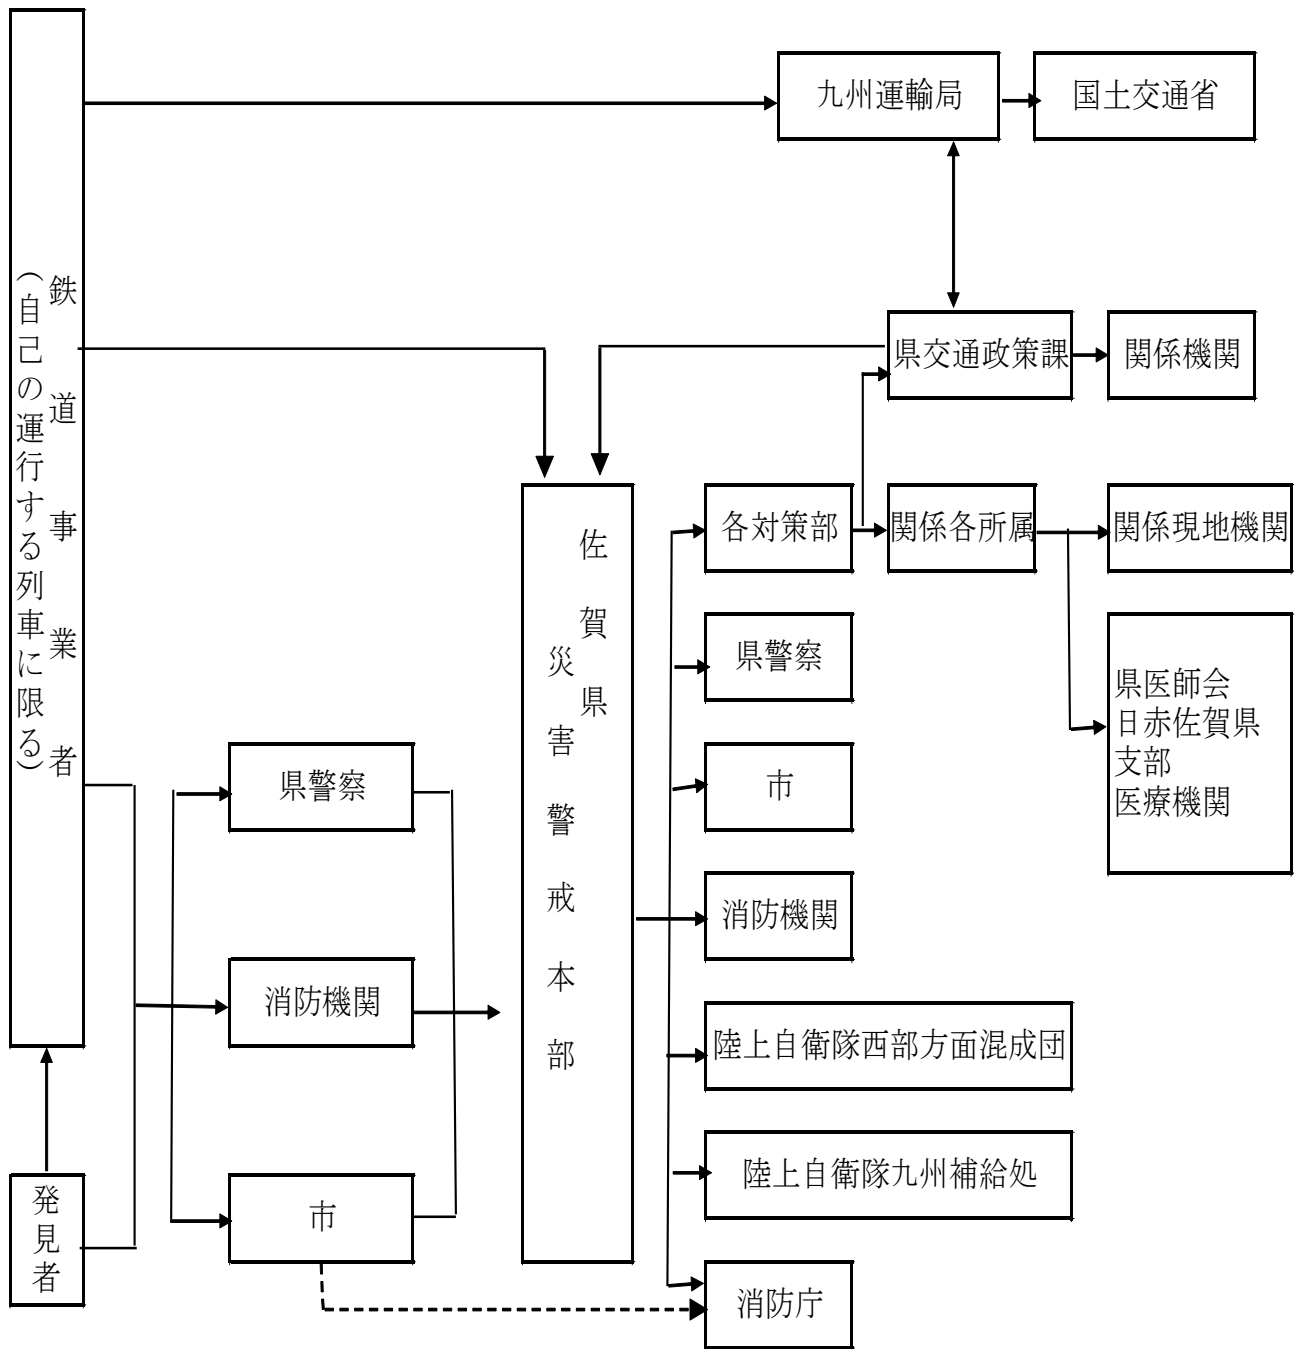 九州運輸局
国土交通省
鉄道事業者
(自己の運行する列車に限る)
県交通政策課
関係機関
佐賀県
災害警戒本部
各対策部
関係各所属
関係現地機関
県警察
県医師会
日赤佐賀県
支部
医療機関
県警察
市
消防機関
消防機関
陸上自衛隊西部方面混成団
陸上自衛隊九州補給処
発見者
市
消防庁